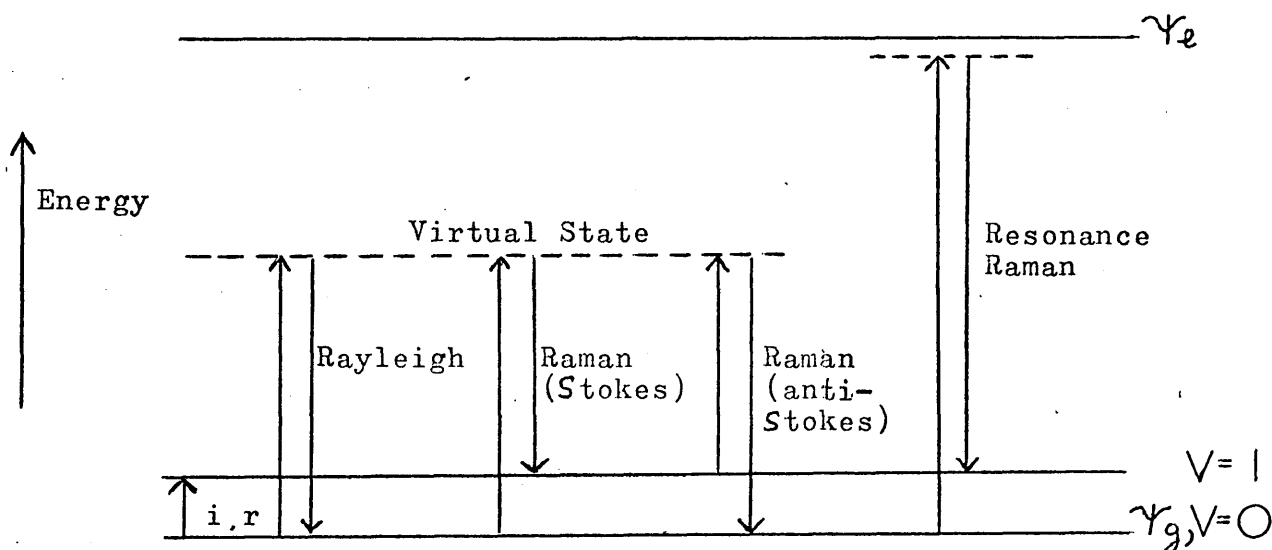 Ψe
Energy
Virtual State
Resonance
Raman
Rayleigh
Raman
(Stokes)
Raman
(anti-
Stokes)
i,r
V=1
Ψg,V=0